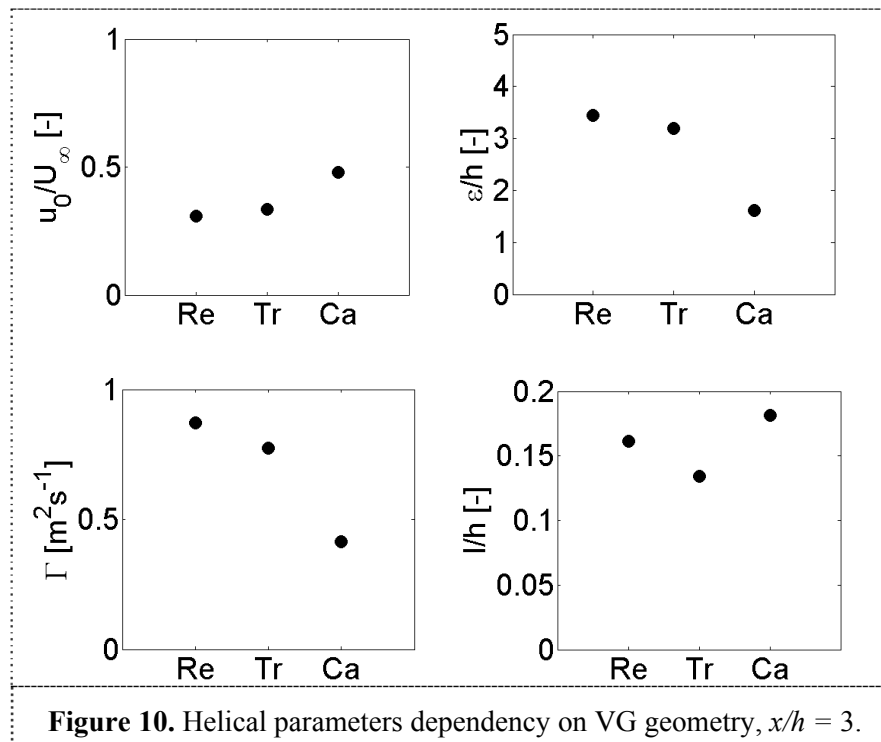 1
0.5
0
u₀/U∞ [-]
Re Tr Ca
5
4
3
2
1
0
ε/h [-]
Re Tr Ca
1
0.5
0
Γ [m²s⁻¹]
Re Tr Ca
0.2
0.15
0.1
0.05
0
l/h [-]
Re Tr Ca
Figure 10. Helical parameters dependency on VG geometry, x/h = 3.